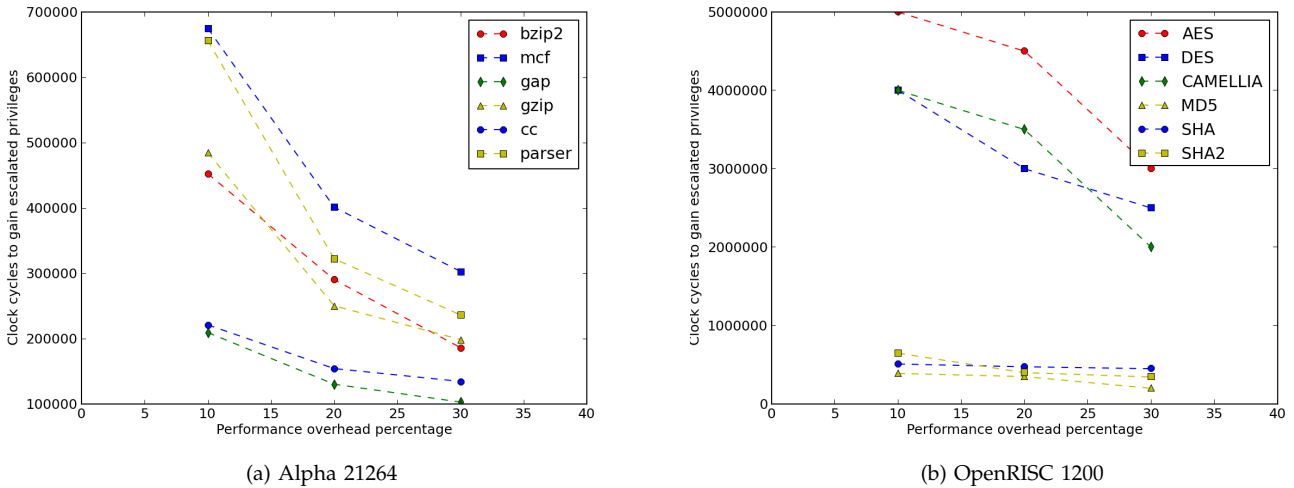 700000
600000
500000
400000
300000
200000
100000
0
5
10
15
20
25
30
35
40
Clock cycles to gain escalated privileges
Performance overhead percentage
bzip2
mcf
gap
gzip
cc
parser
(a) Alpha 21264
5000000
4000000
3000000
2000000
1000000
0
0
5
10
15
20
25
30
35
40
Clock cycles to gain escalated privileges
Performance overhead percentage
AES
DES
CAMELLIA
MD5
SHA
SHA2
(b) OpenRISC 1200